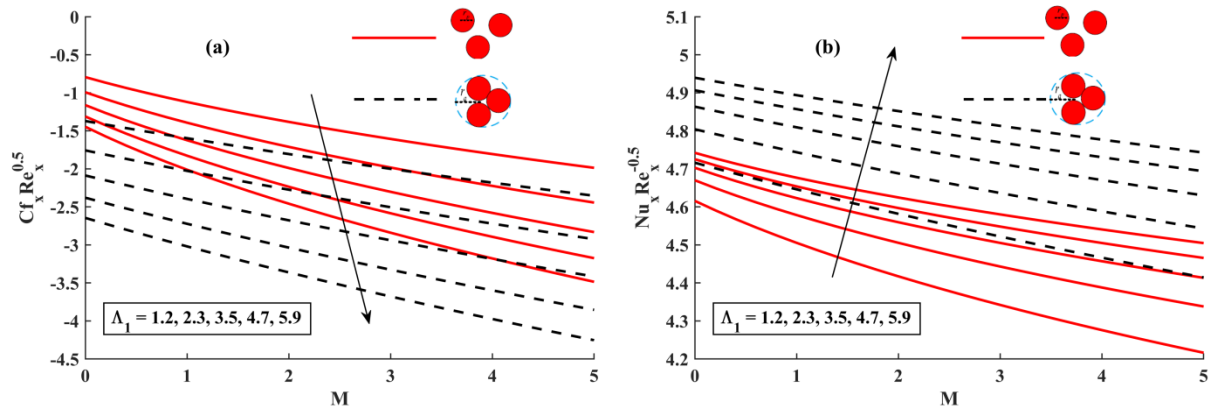 (a)
0
-0.5
-1
-1.5
-2
-2.5
-3
-3.5
-4
-4.5
Cf_x Re_x^0.5
r
r
Λ_1 = 1.2, 2.3, 3.5, 4.7, 5.9
0 1 2 3 4 5
M
(b)
5.1
5
4.9
4.8
4.7
4.6
4.5
4.4
4.3
4.2
Nu_x Re_x^-0.5
r
r
Λ_1 = 1.2, 2.3, 3.5, 4.7, 5.9
0 1 2 3 4 5
M